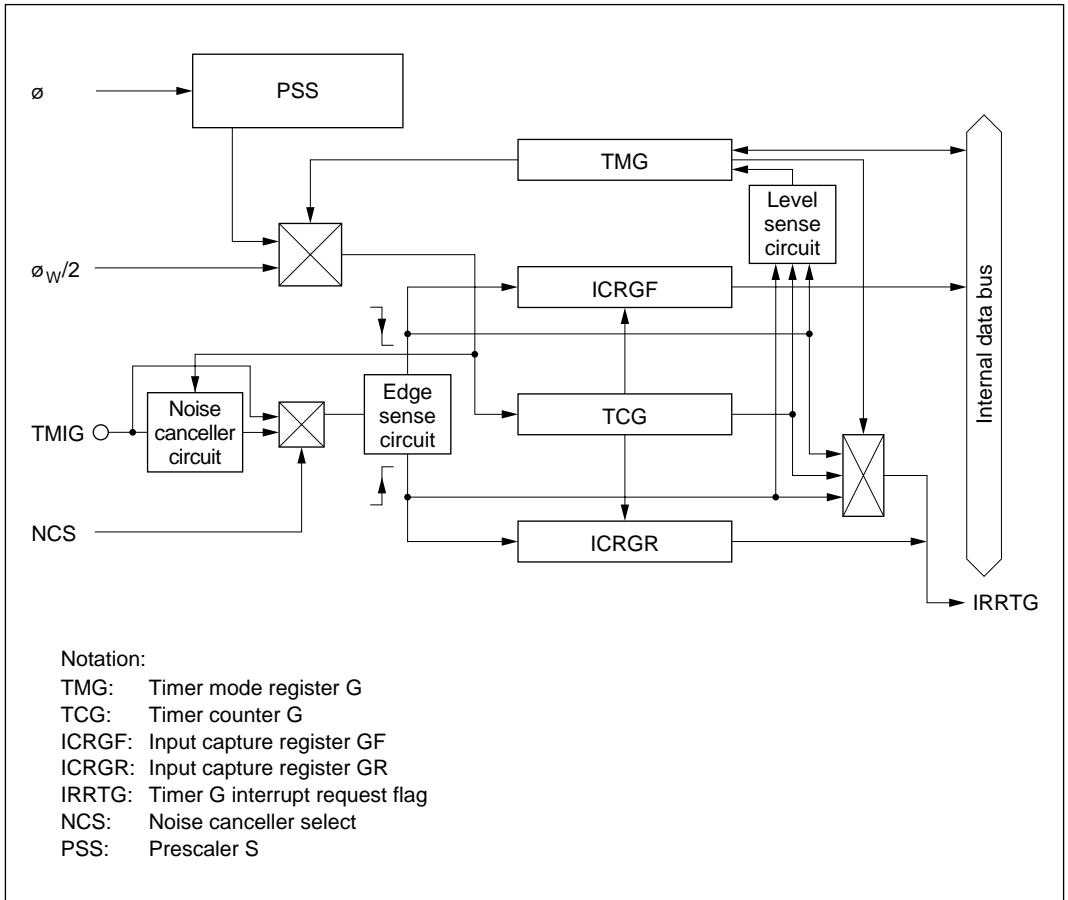 ø
PSS
TMG
Level
sense
circuit
øW/2
ICRGF
Internal data bus
Edge
sense
circuit
TCG
Noise
canceller
circuit
TMIG
NCS
ICRGR
IRRTG
Notation:
TMG: Timer mode register G
TCG: Timer counter G
ICRGF: Input capture register GF
ICRGR: Input capture register GR
IRRTG: Timer G interrupt request flag
NCS: Noise canceller select
PSS: Prescaler S